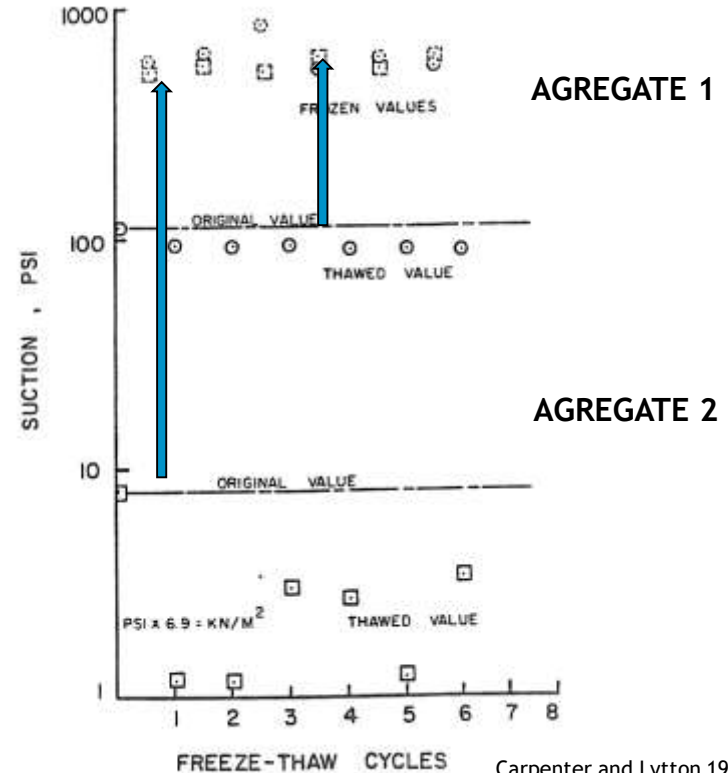 1000
AGREGATE 1
FROZEN VALUES
ORIGINAL VALUE
100
THAWED VALUE
SUCTION , PSI
AGREGATE 2
10
ORIGINAL VALUE
PSI x 6.9 = KN/M2
THAWED VALUE
1
1 2 3 4 5 6 7 8
FREEZE-THAW CYCLES
Carpenter and Lytton 19